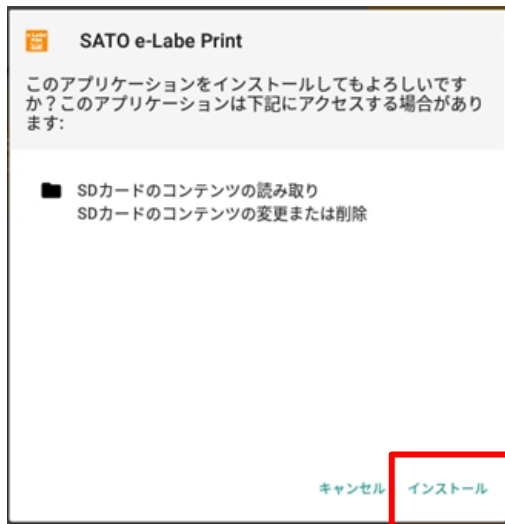 SATO e-Labe Print
このアプリケーションをインストールしてもよろしいです
か？このアプリケーションは下記にアクセスする場合があり
ます:
SDカードのコンテンツの読み取り
SDカードのコンテンツの変更または削除
キャンセル インストール